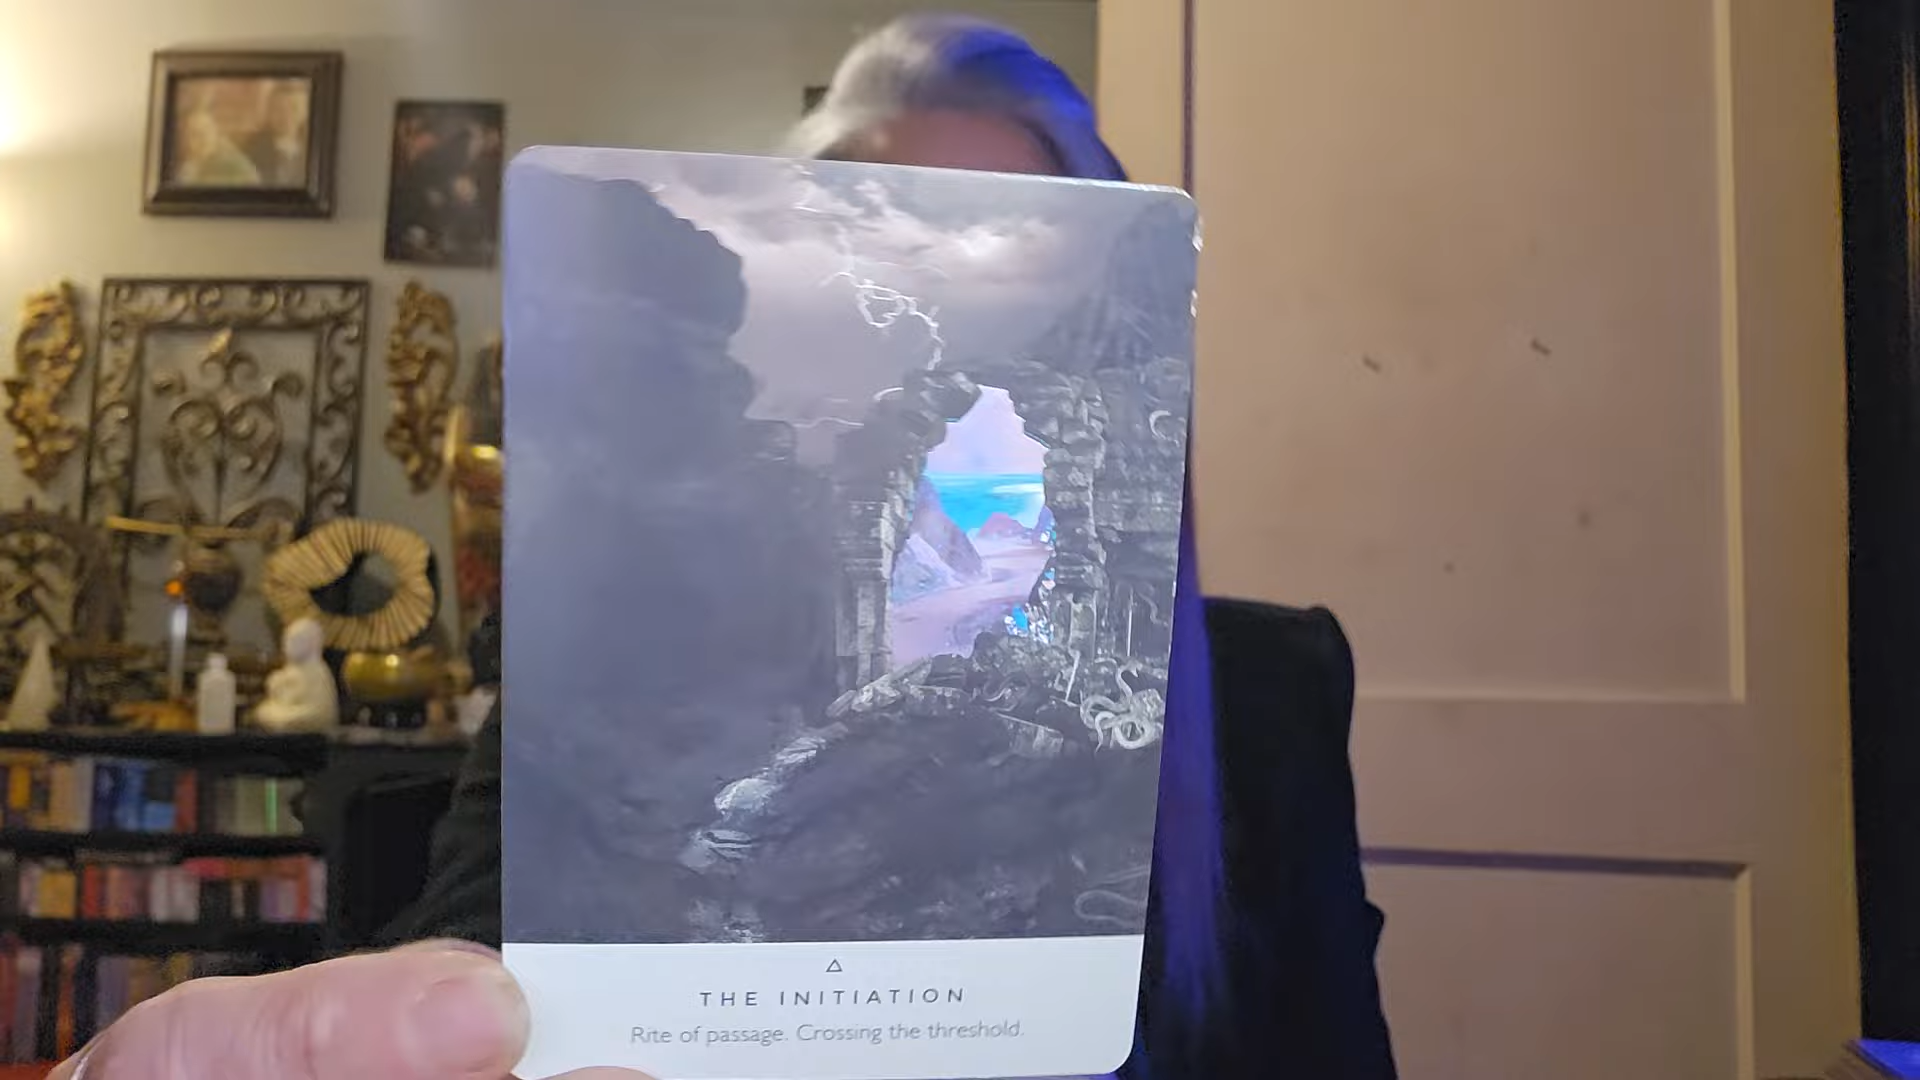 THE INITIATION
Rite of passage. Crossing the threshold.